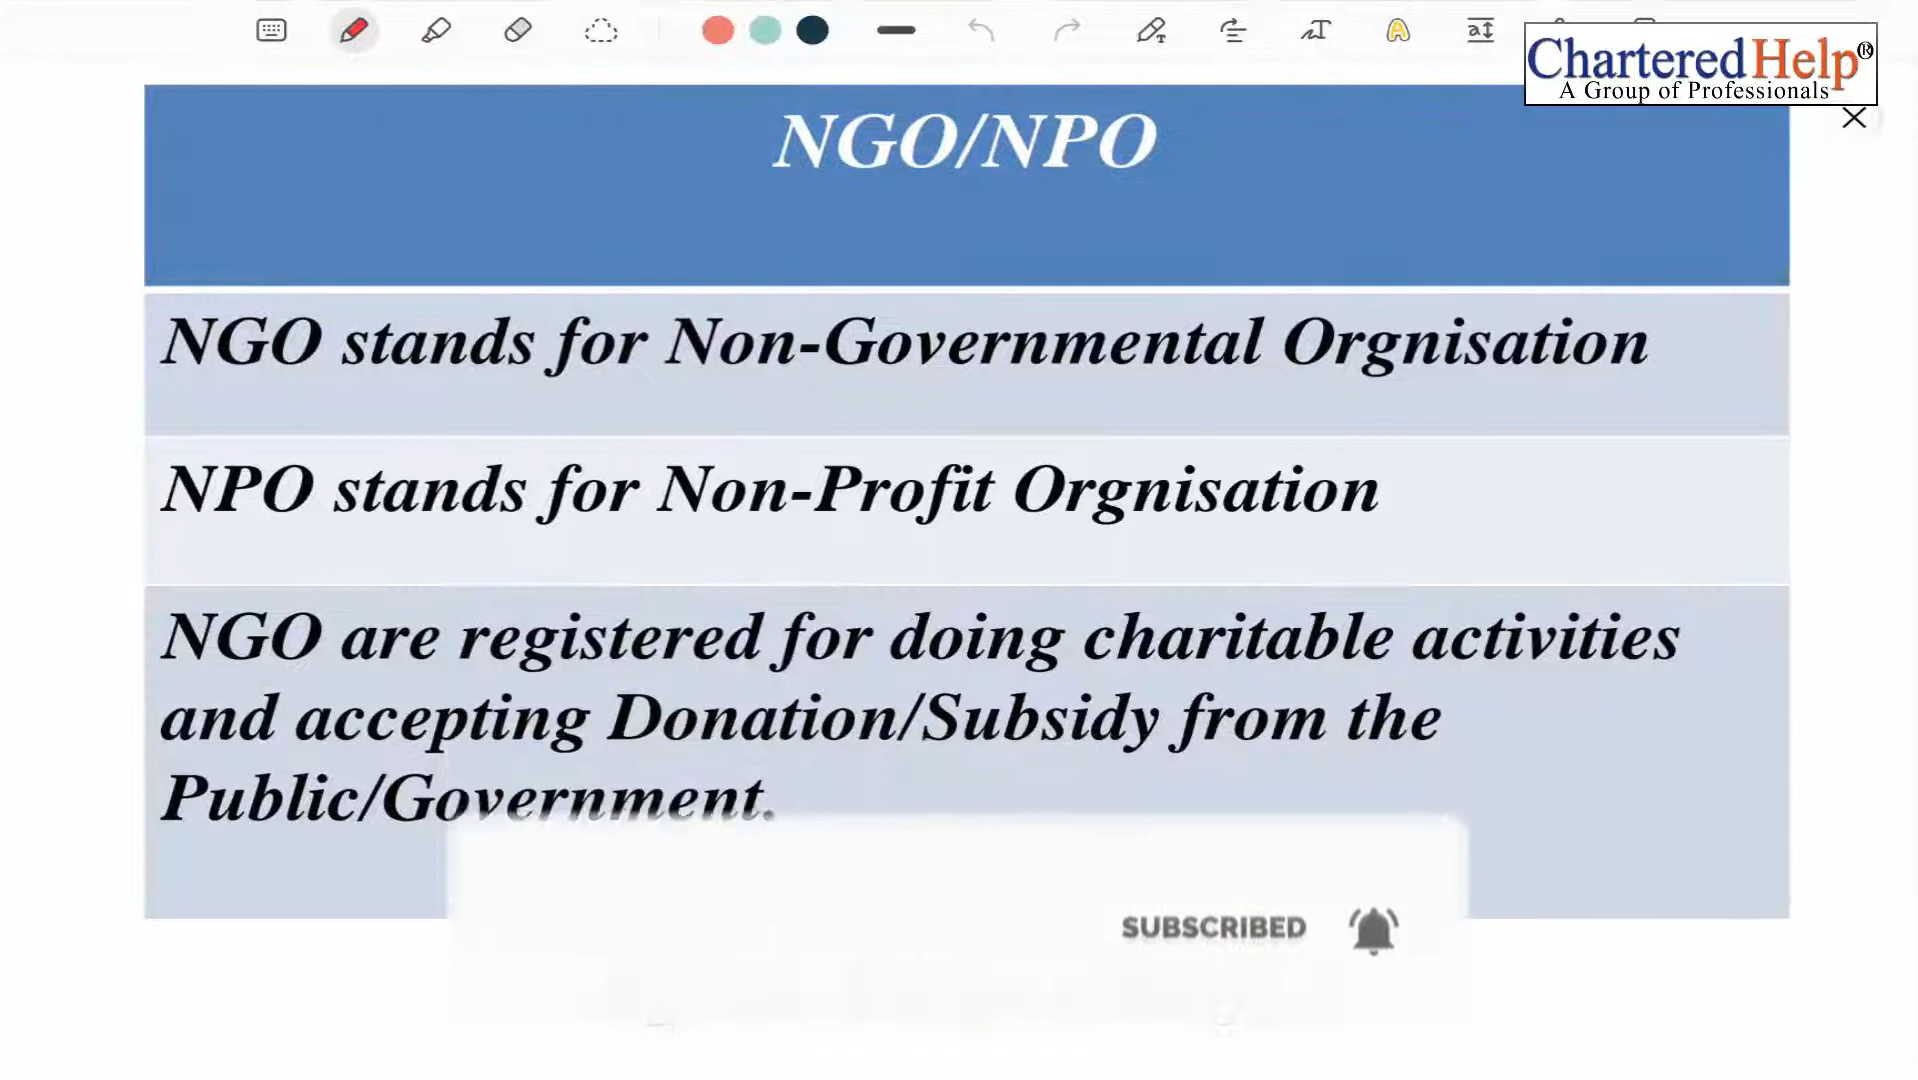 CharteredHelp®
A Group of Professionals
NGO/NPO
NGO stands for Non-Governmental Orgnisation
NPO stands for Non-Profit Orgnisation
NGO are registered for doing charitable activities
and accepting Donation/Subsidy from the
Public/Government.
SUBSCRIBED